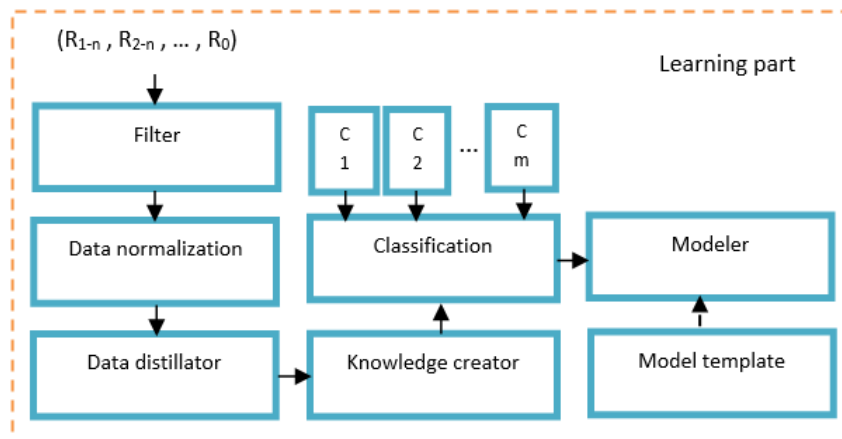 (R1-n , R2-n , ... , R0)
Learning part
Filter
C
1
C
2
...
C
m
Data normalization
Classification
Modeler
Data distillator
Knowledge creator
Model template